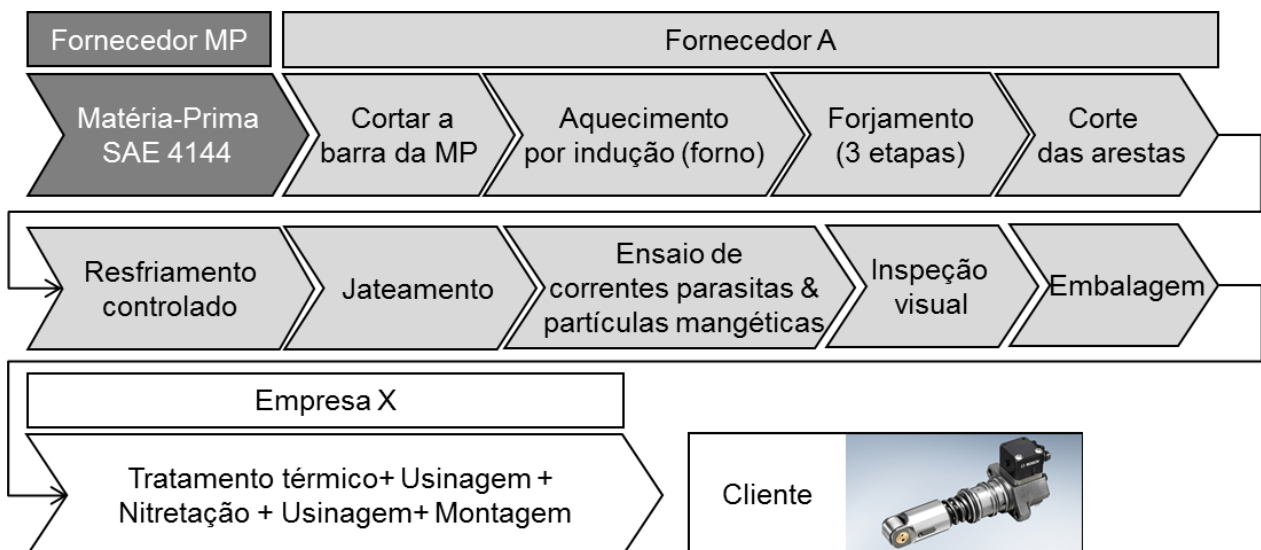 Fornecedor MP
Fornecedor A
Matéria-Prima
SAE 4144
Cortar a
barra da MP
Aquecimento
por indução (forno)
Forjamento
(3 etapas)
Corte
das arestas
Resfriamento
controlado
Jateamento
Ensaio de
correntes parasitas &
partículas mangéticas
Inspeção
visual
Embalagem
Empresa X
Tratamento térmico+ Usinagem +
Nitretação + Usinagem+ Montagem
Cliente